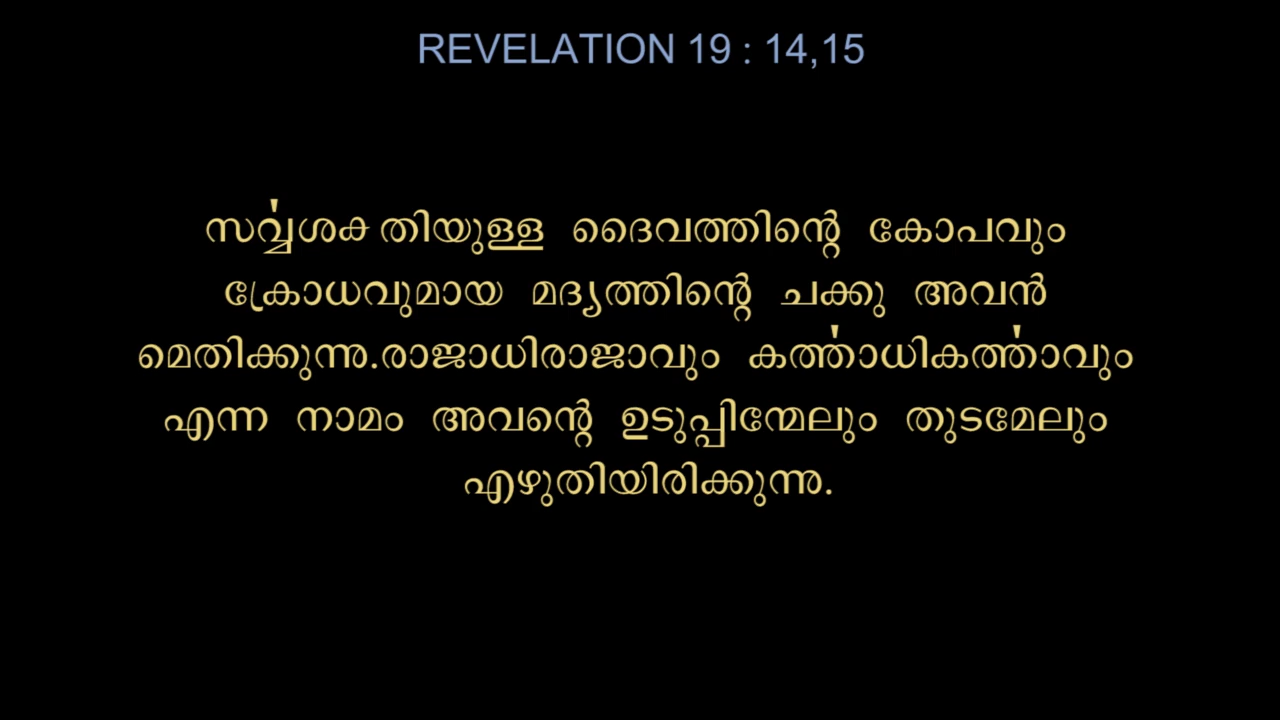 REVELATION 19 : 14,15
സർവ്വശക തിയുള്ള ദൈവത്തിന്റെ കോപവും
ക്രോധവുമായ മദ്യത്തിന്റെ ചക്കു അവൻ
മെതിക്കുന്നു.രാജാധിരാജാവും കർത്താധികർത്താവും
എന്ന നാമം അവന്റെ ഉടുപ്പിന്മേലും തുടമേലും
എഴുതിയിരിക്കുന്നു.